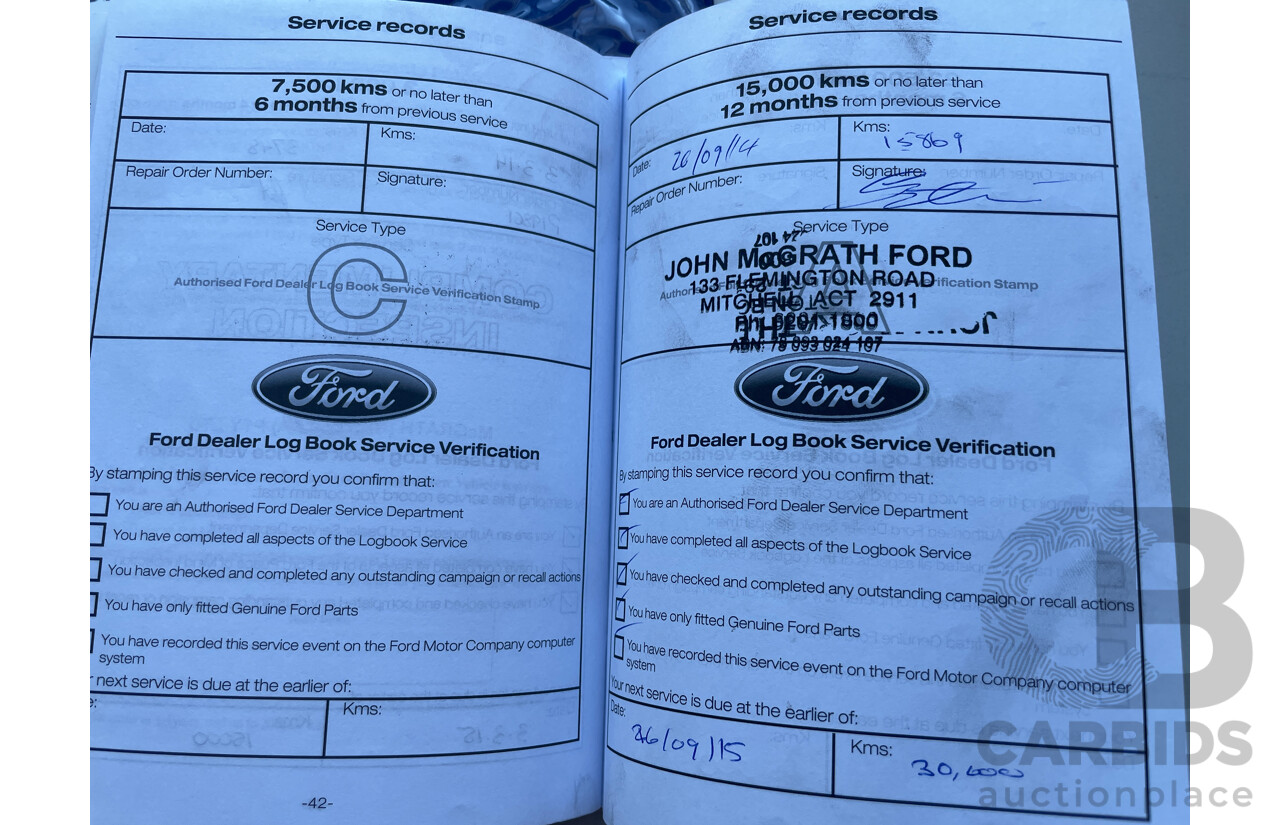 Service records
7,500 kms or no later than
6 months from previous service
Date:
Kms:
Repair Order Number:
Signature:
Service Type
C
Authorised Ford Dealer Log Book Service Verification Stamp
Ford
Ford Dealer Log Book Service Verification
By stamping this service record you confirm that:
You are an Authorised Ford Dealer Service Department
You have completed all aspects of the Logbook Service
You have checked and completed any outstanding campaign or recall actions
You have only fitted Genuine Ford Parts
You have recorded this service event on the Ford Motor Company computer
system
r next service is due at the earlier of:
e:
Kms:
-42-
Service records
15,000 kms or no later than
12 months from previous service
Date: 26/09/14
Kms: 15869
Repair Order Number:
Signature:
Service Type
JOHN McGRATH FORD
133 FLEMINGTON ROAD
MITCHELL ACT 2911
ABN: 78 093 024 107
Ford
Ford Dealer Log Book Service Verification
By stamping this service record you confirm that:
You are an Authorised Ford Dealer Service Department
You have completed all aspects of the Logbook Service
You have checked and completed any outstanding campaign or recall actions
You have only fitted Genuine Ford Parts
You have recorded this service event on the Ford Motor Company computer
system
Your next service is due at the earlier of:
Date: 26/09/15
Kms: 30,000
CARBIDS
auctionplace